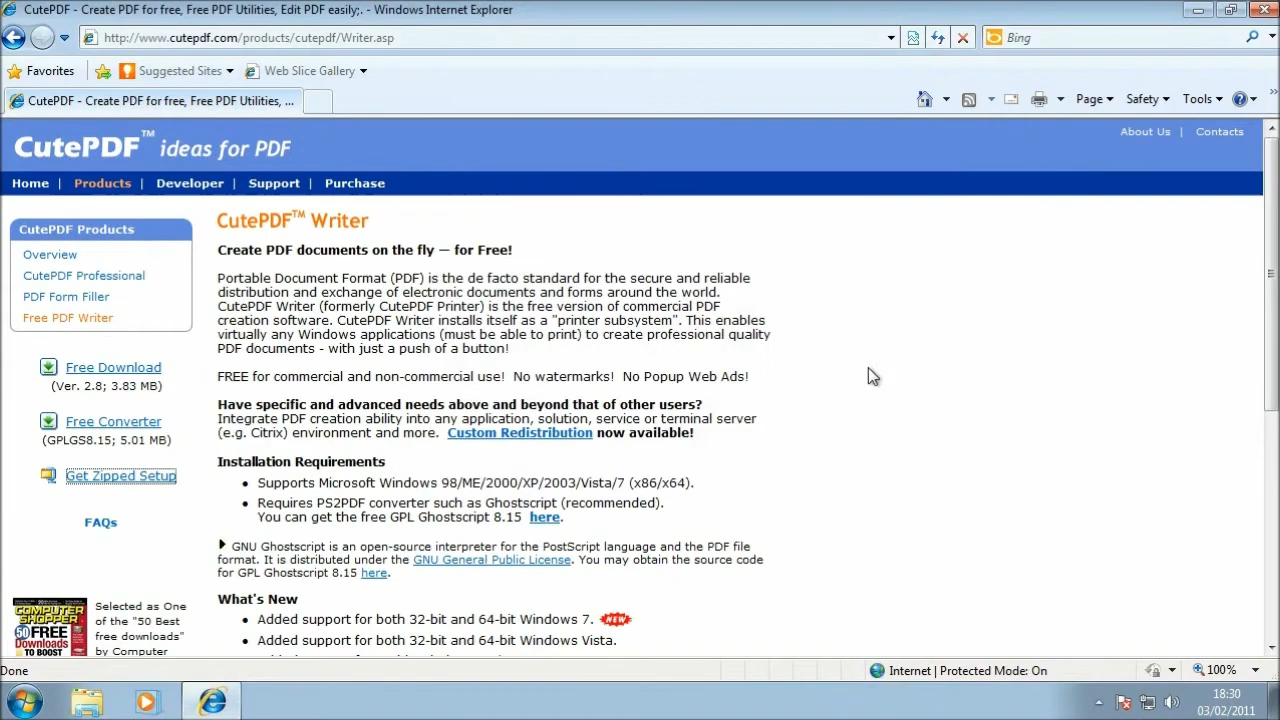 CutePDF - Create PDF for free, Free PDF Utilities, Edit PDF easily;. - Windows Internet Explorer
http://www.cutepdf.com/products/cutepdf/Writer.asp
Bing
Favorites
Suggested Sites
Web Slice Gallery
CutePDF - Create PDF for free, Free PDF Utilities, ...
Page
Safety
Tools
CutePDF™ ideas for PDF
About Us | Contacts
Home | Products | Developer | Support | Purchase
CutePDF Products
Overview
CutePDF Professional
PDF Form Filler
Free PDF Writer
Free Download
(Ver. 2.8; 3.83 MB)
Free Converter
(GPLGS8.15; 5.01 MB)
Get Zipped Setup
FAQs
COMPUTER SHOPPER
50 FREE
Downloads
TO BOOST
Selected as One
of the "50 Best
free downloads"
by Computer
CutePDF™ Writer
Create PDF documents on the fly — for Free!
Portable Document Format (PDF) is the de facto standard for the secure and reliable
distribution and exchange of electronic documents and forms around the world.
CutePDF Writer (formerly CutePDF Printer) is the free version of commercial PDF
creation software. CutePDF Writer installs itself as a "printer subsystem". This enables
virtually any Windows applications (must be able to print) to create professional quality
PDF documents - with just a push of a button!
FREE for commercial and non-commercial use! No watermarks! No Popup Web Ads!
Have specific and advanced needs above and beyond that of other users?
Integrate PDF creation ability into any application, solution, service or terminal server
(e.g. Citrix) environment and more. Custom Redistribution now available!
Installation Requirements
Supports Microsoft Windows 98/ME/2000/XP/2003/Vista/7 (x86/x64).
Requires PS2PDF converter such as Ghostscript (recommended).
You can get the free GPL Ghostscript 8.15 here.
GNU Ghostscript is an open-source interpreter for the PostScript language and the PDF file
format. It is distributed under the GNU General Public License. You may obtain the source code
for GPL Ghostscript 8.15 here.
What's New
Added support for both 32-bit and 64-bit Windows 7. NEW
Added support for both 32-bit and 64-bit Windows Vista.
Done
Internet | Protected Mode: On
100%
18:30
03/02/2011